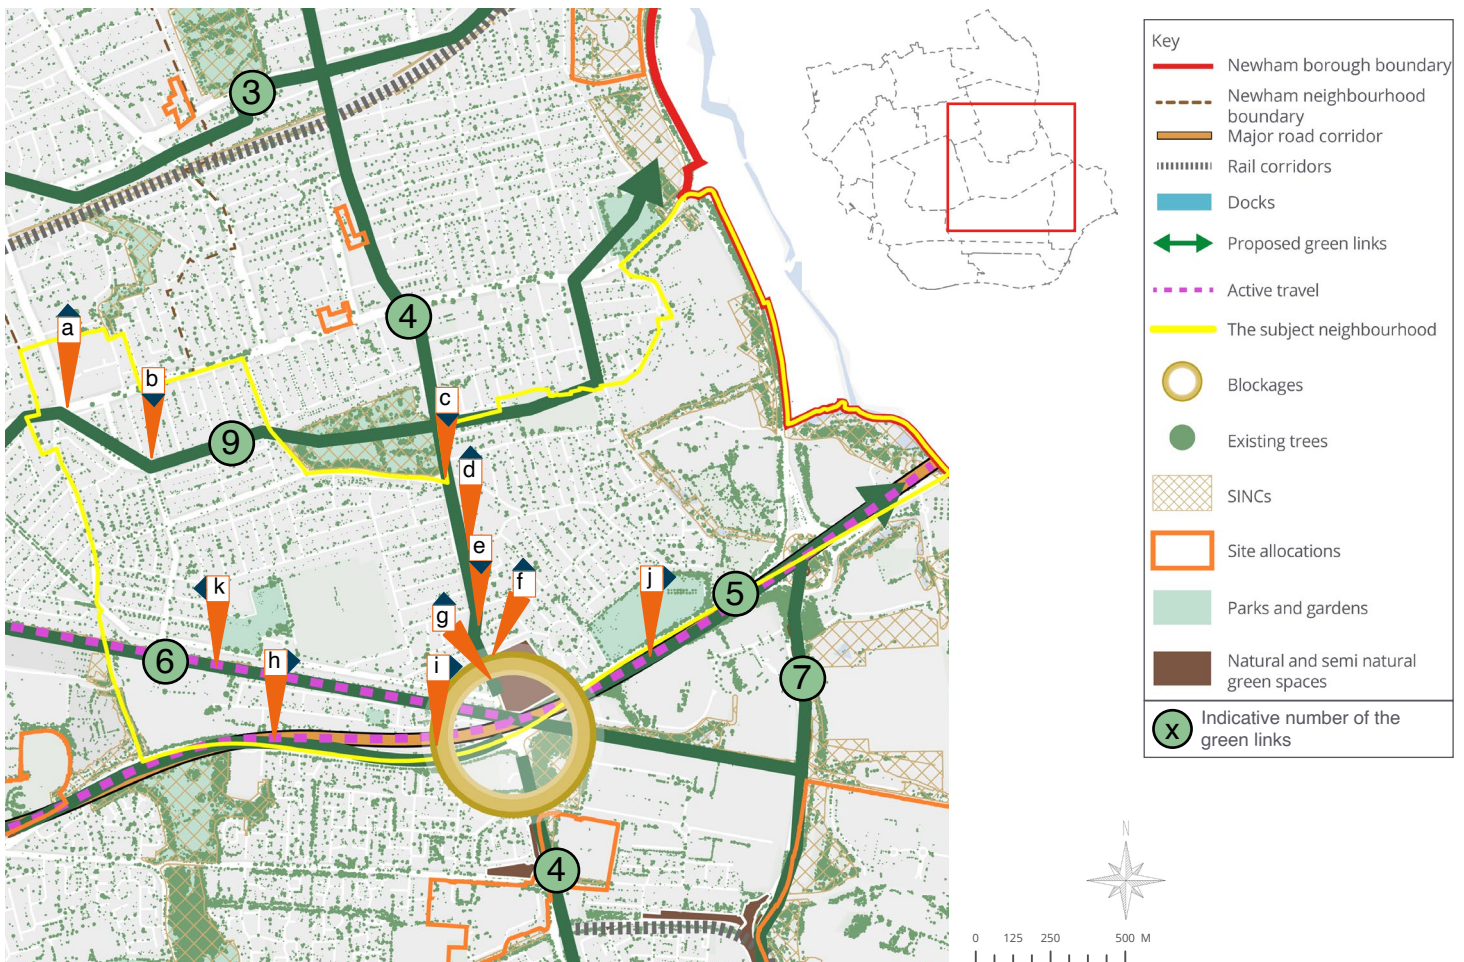 3
a
4
b
c
9
d
e
f
k
g
j
5
6
h
i
7
4
Key
Newham borough boundary
Newham neighbourhood
boundary
Major road corridor
Rail corridors
Docks
Proposed green links
Active travel
The subject neighbourhood
Blockages
Existing trees
SINCs
Site allocations
Parks and gardens
Natural and semi natural
green spaces
x
Indicative number of the
green links
N
0 125 250 500 M